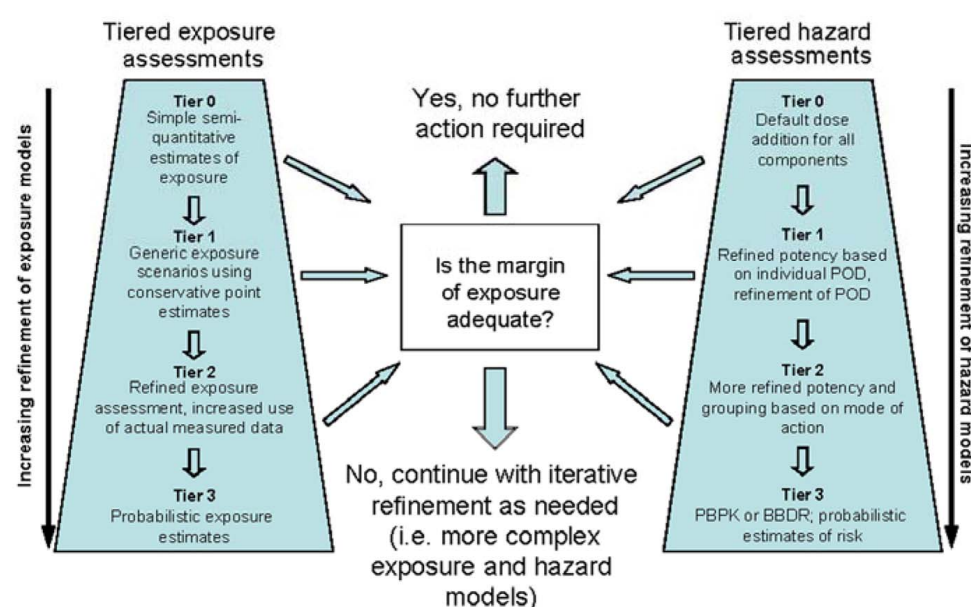 Tiered exposure
assessments
Increasing refinement of exposure models
Tier 0
Simple semi-
quantitative
estimates of
exposure
Tier 1
Generic exposure
scenarios using
conservative point
estimates
Tier 2
Refined exposure
assessment, increased use
of actual measured data
Tier 3
Probabilistic exposure
estimates
Yes, no further
action required
Is the margin
of exposure
adequate?
No, continue with iterative
refinement as needed
(i.e. more complex
exposure and hazard
models)
Tiered hazard
assessments
Tier 0
Default dose
addition for all
components
Tier 1
Refined potency
based on individual POD,
refinement of POD
Tier 2
More refined potency and
grouping based on mode of
action
Tier 3
PBPK or BBDR; probabilistic
estimates of risk
Increasing refinement of hazard models